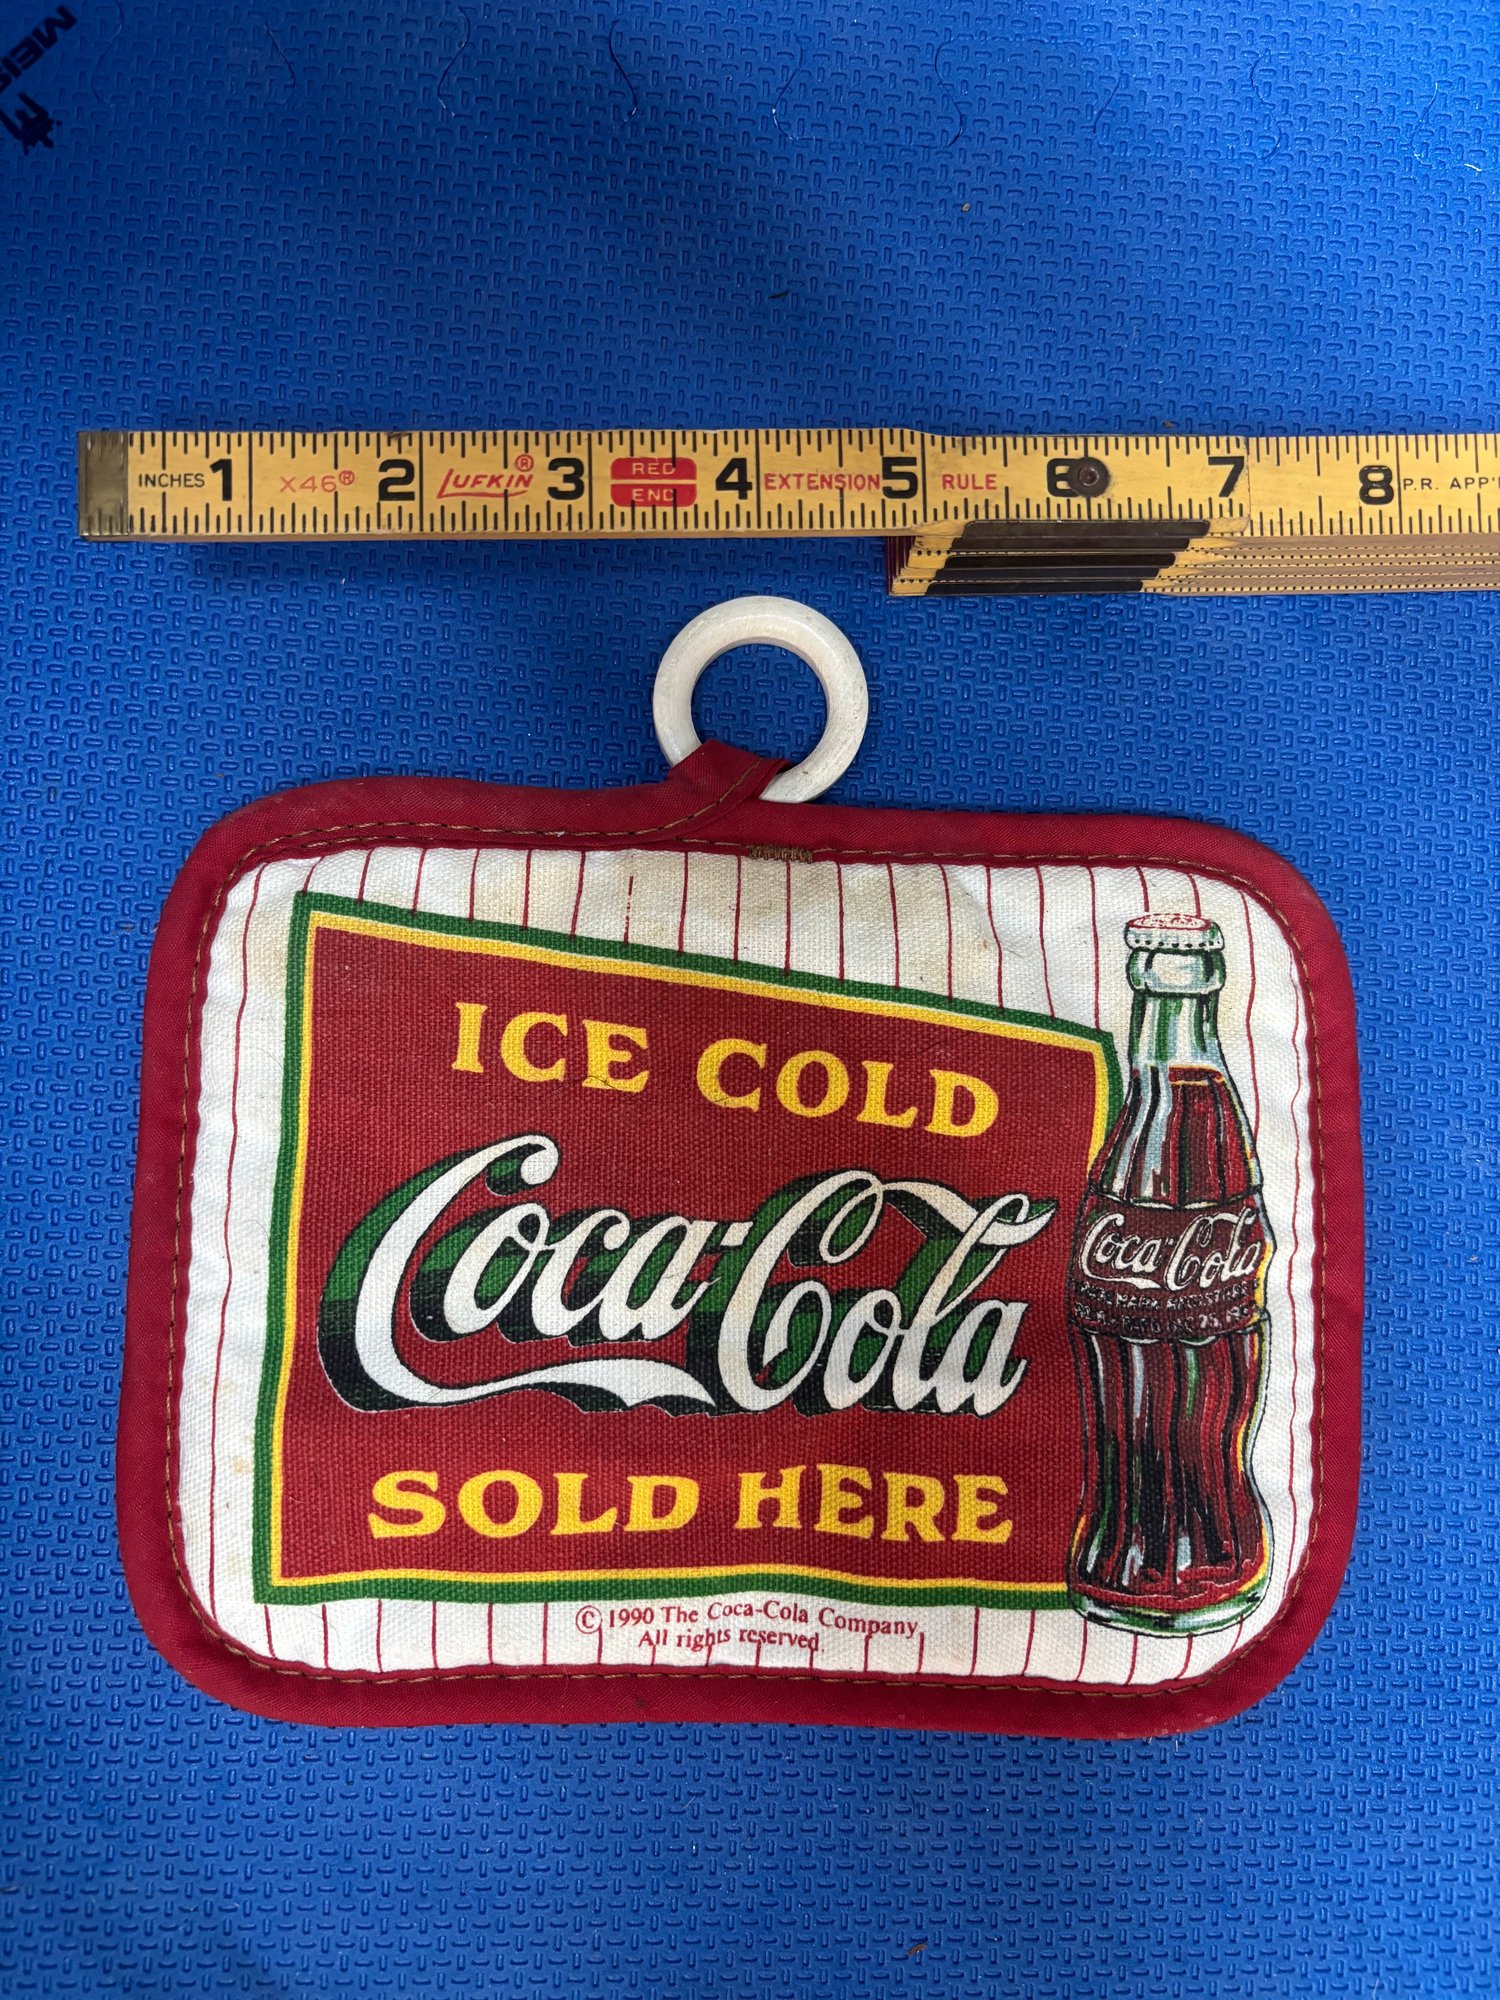 INCHES 1 X46® 2 LUFKIN® 3 RED END 4 EXTENSION 5 RULE 6 7 8 P.R. APP'
ICE COLD
Coca-Cola
SOLD HERE
Coca-Cola
© 1990 The Coca-Cola Company,
All rights reserved.